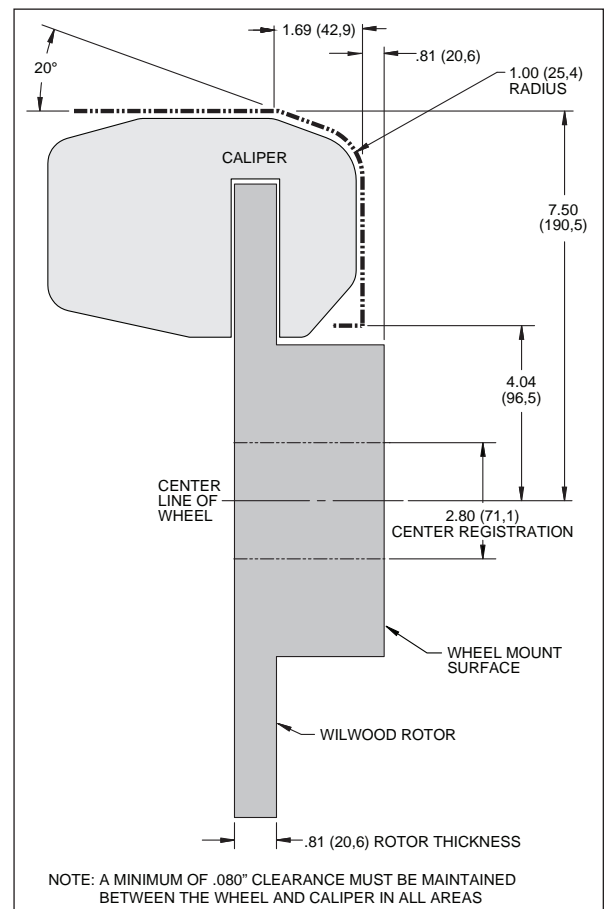 1.69 (42,9)
.81 (20,6)
20°
1.00 (25,4)
RADIUS
CALIPER
7.50
(190,5)
4.04
(96,5)
CENTER
LINE OF
WHEEL
2.80 (71,1)
CENTER REGISTRATION
WHEEL MOUNT
SURFACE
WILWOOD ROTOR
.81 (20,6) ROTOR THICKNESS
NOTE: A MINIMUM OF .080" CLEARANCE MUST BE MAINTAINED
BETWEEN THE WHEEL AND CALIPER IN ALL AREAS